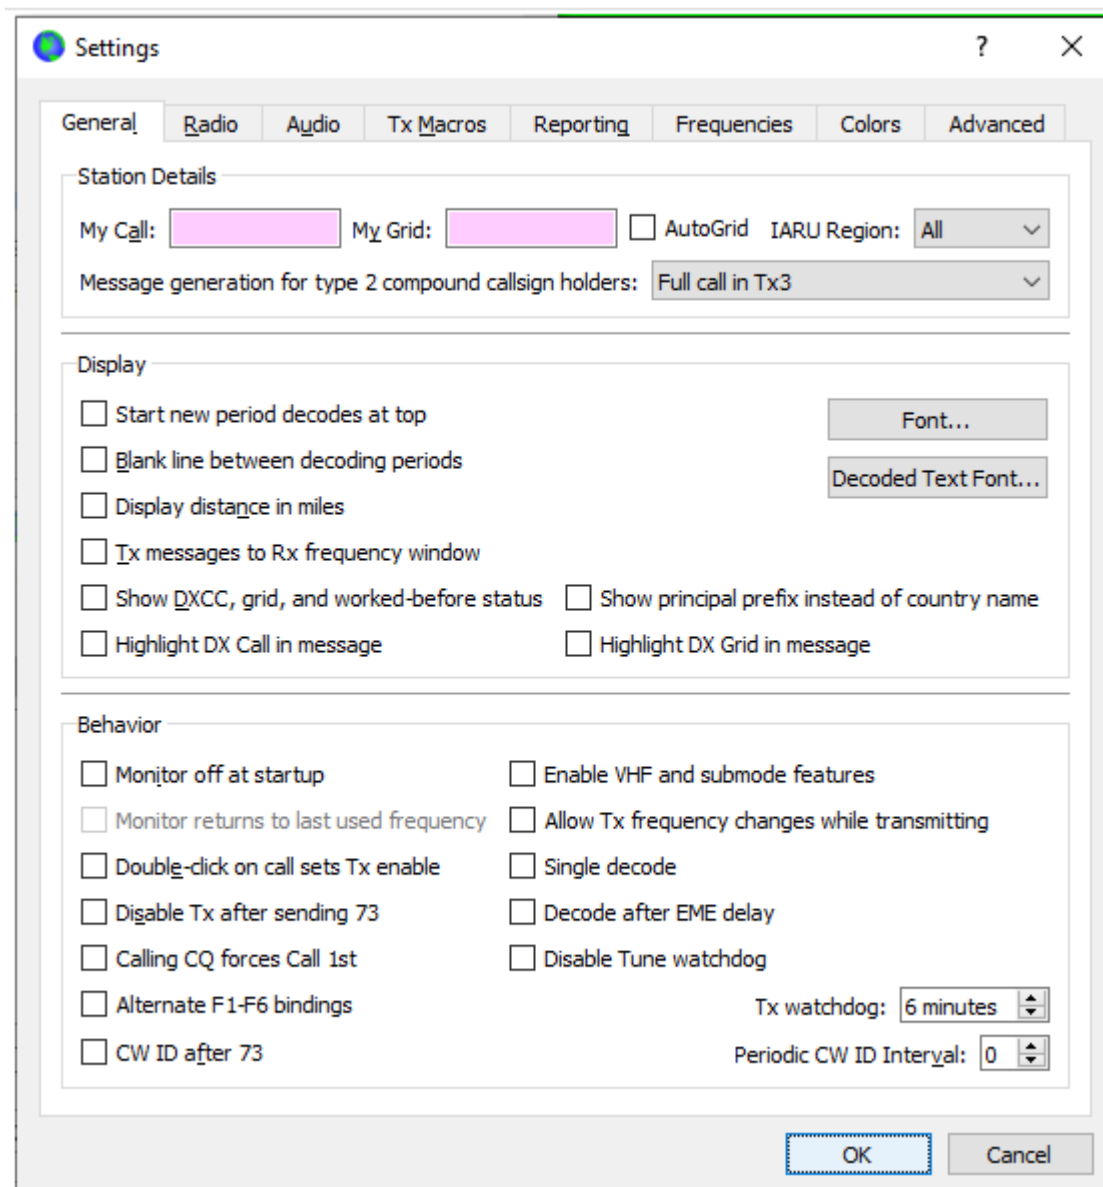 Settings ?
General Radio Audio Tx Macros Reporting Frequencies Colors Advanced
Station Details
My Call: My Grid: AutoGrid IARU Region: All
Message generation for type 2 compound callsign holders: Full call in Tx3
Display
Start new period decodes at top Font...
Blank line between decoding periods
Decoded Text Font...
Display distance in miles
Tx messages to Rx frequency window
Show DXCC, grid, and worked-before status Show principal prefix instead of country name
Highlight DX Call in message Highlight DX Grid in message
Behavior
Monitor off at startup Enable VHF and submode features
Monitor returns to last used frequency Allow Tx frequency changes while transmitting
Double-click on call sets Tx enable Single decode
Disable Tx after sending 73 Decode after EME delay
Calling CQ forces Call 1st Disable Tune watchdog
Alternate F1-F6 bindings Tx watchdog: 6 minutes
CW ID after 73 Periodic CW ID Interval: 0
OK Cancel